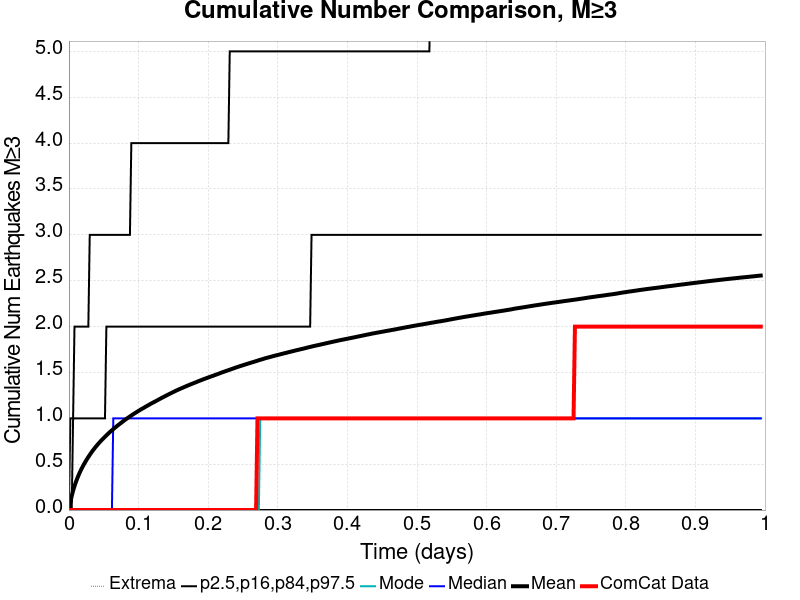 Cumulative Number Comparison, M≥3
Cumulative Num Earthquakes M≥3
5.0
4.5
4.0
3.5
3.0
2.5
2.0
1.5
1.0
0.5
0.0
0 0.1 0.2 0.3 0.4 0.5 0.6 0.7 0.8 0.9 1
Time (days)
Extrema p2.5,p16,p84,p97.5 Mode Median Mean ComCat Data